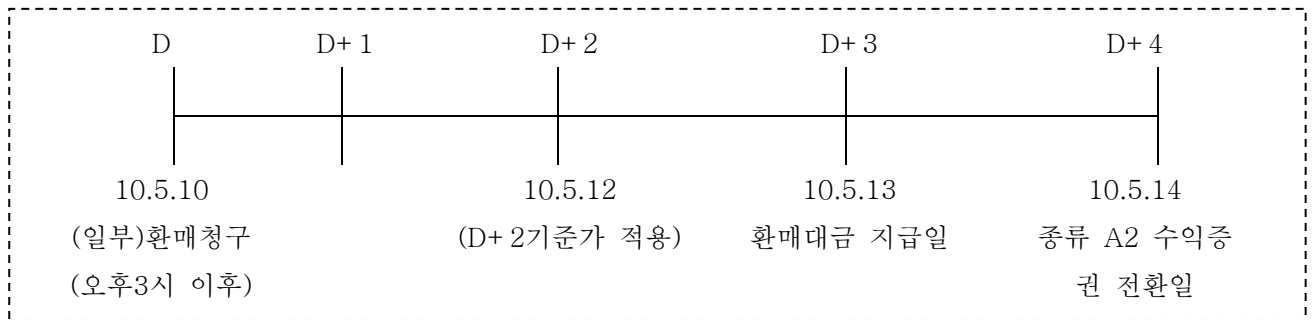 D D+1 D+2 D+3 D+4
10.5.10 10.5.12 10.5.13 10.5.14
(일부)환매청구 (D+2기준가 적용) 환매대금 지급일 종류 A2 수익증
(오후3시 이후) 권 전환일